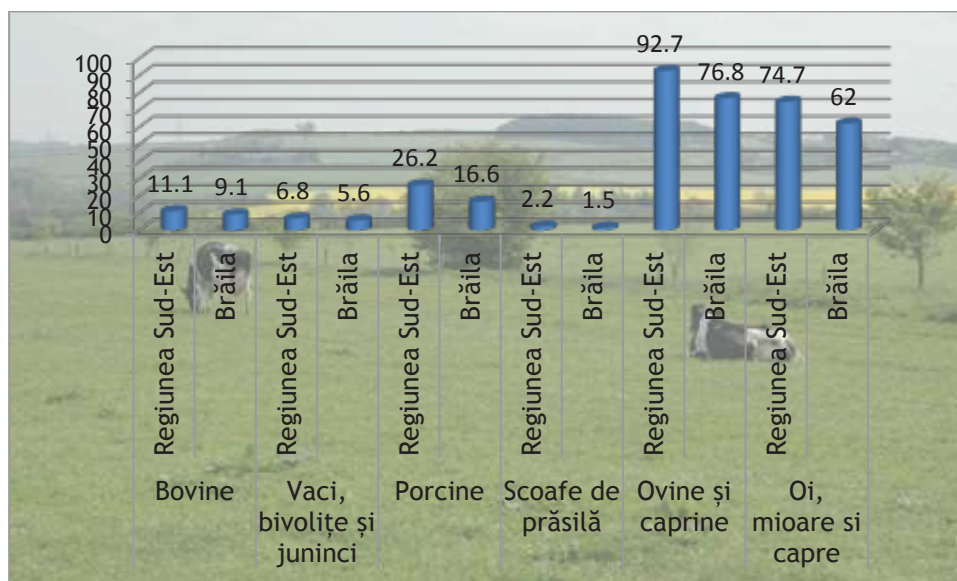 92.7
76.8
74.7
62
26.2
16.6
11.1
9.1
6.8
5.6
2.2
1.5
100
90
80
70
60
50
40
30
20
10
0
Regiunea Sud-Est
Brăila
Regiunea Sud-Est
Brăila
Regiunea Sud-Est
Brăila
Regiunea Sud-Est
Brăila
Regiunea Sud-Est
Brăila
Regiunea Sud-Est
Brăila
Bovine
Vaci,
bivolițe și
juninci
Porcine
Scoafe de
prăsilă
Ovine și
caprine
Oi,
mioare si
capre